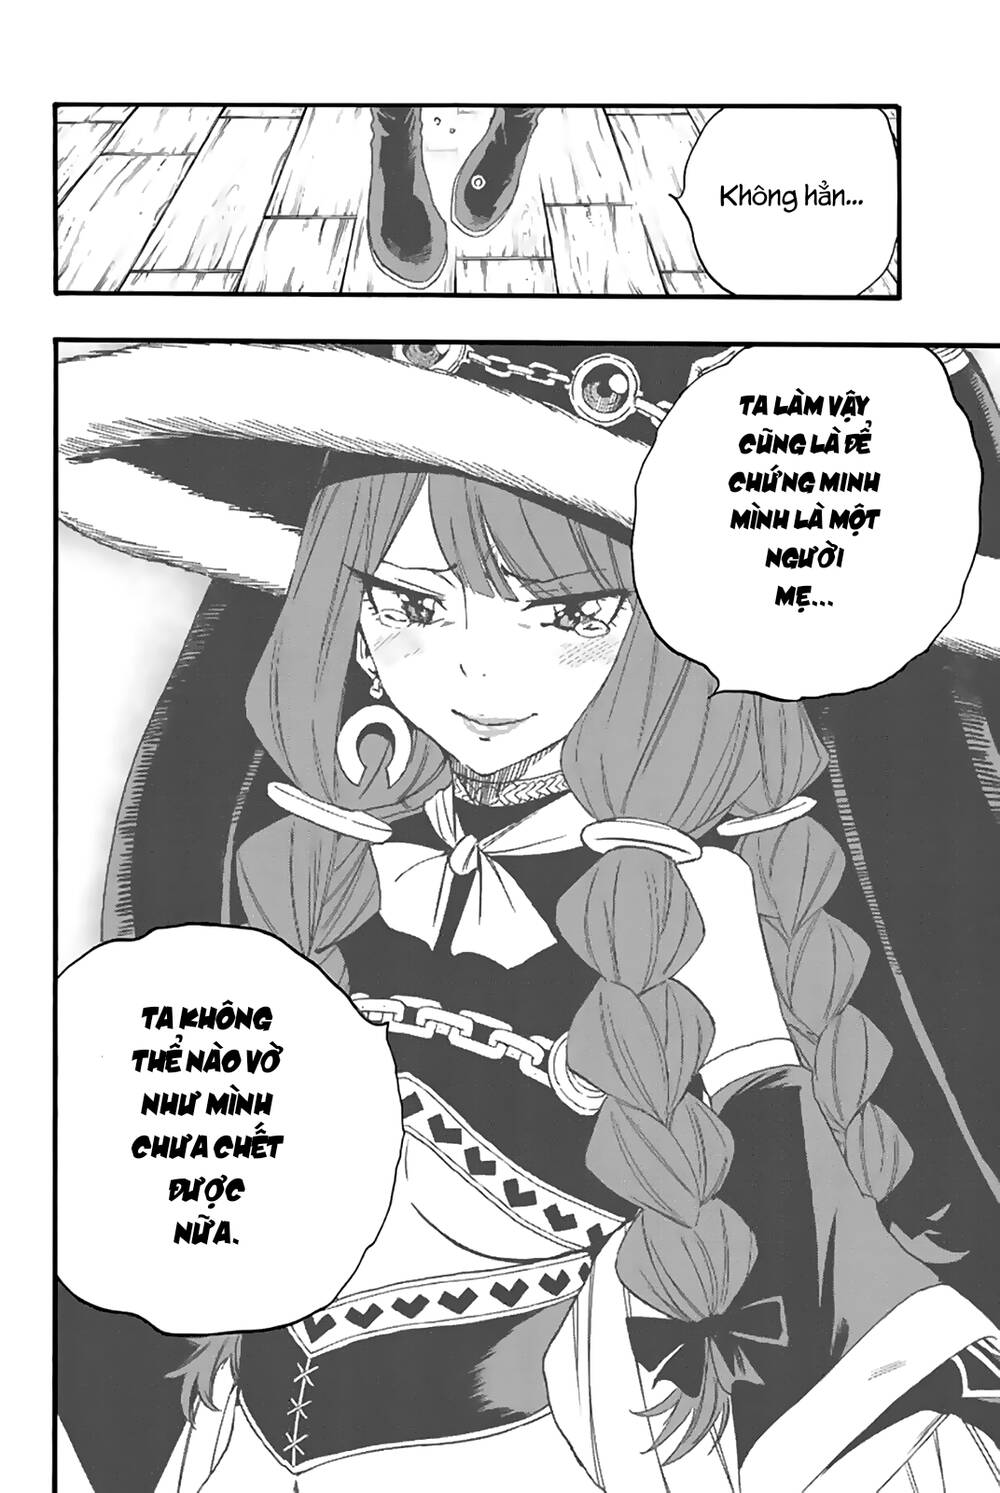 Không hẳn...
TA LÀM VẬY
CŨNG LÀ ĐỂ
CHỨNG MINH
MÌNH LÀ MỘT
NGƯỜI
MẸ...
TA KHÔNG
THỂ NÀO VỜ
NHƯ MÌNH
CHƯA CHẾT
ĐƯỢC
NỮA.